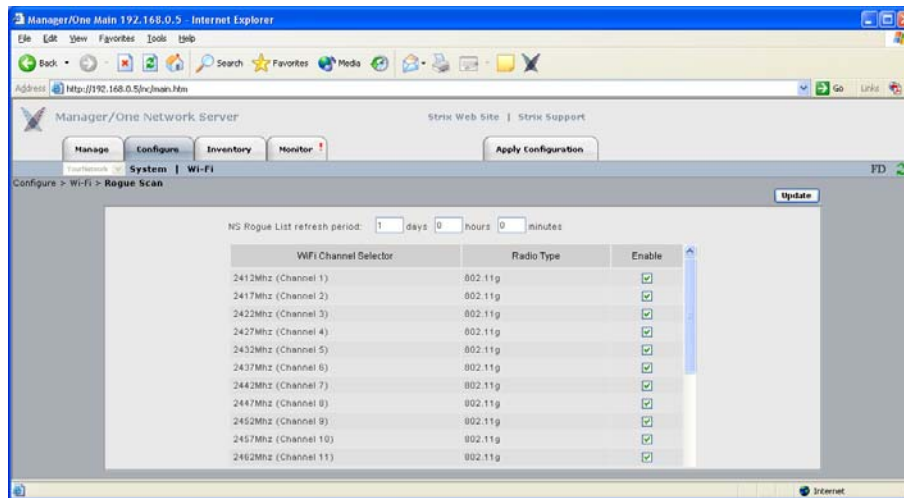 Manager/One Main 192.168.0.5 - Internet Explorer
File Edit View Favorites Tools Help
Back Search Favorites Media
Address http://192.168.0.5/nc/main.htm Go Links
Manager/One Network Server Strix Web Site | Strix Support
Manage Configure Inventory Monitor ! Apply Configuration
YourNetwork System | Wi-Fi FD
Configure > Wi-Fi > Rogue Scan
Update
NS Rogue List refresh period: 1 days 0 hours 0 minutes
WiFi Channel Selector Radio Type Enable
2412Mhz (Channel 1) 802.11g
2417Mhz (Channel 2) 802.11g
2422Mhz (Channel 3) 802.11g
2427Mhz (Channel 4) 802.11g
2432Mhz (Channel 5) 802.11g
2437Mhz (Channel 6) 802.11g
2442Mhz (Channel 7) 802.11g
2447Mhz (Channel 8) 802.11g
2452Mhz (Channel 9) 802.11g
2457Mhz (Channel 10) 802.11g
2462Mhz (Channel 11) 802.11g
Internet